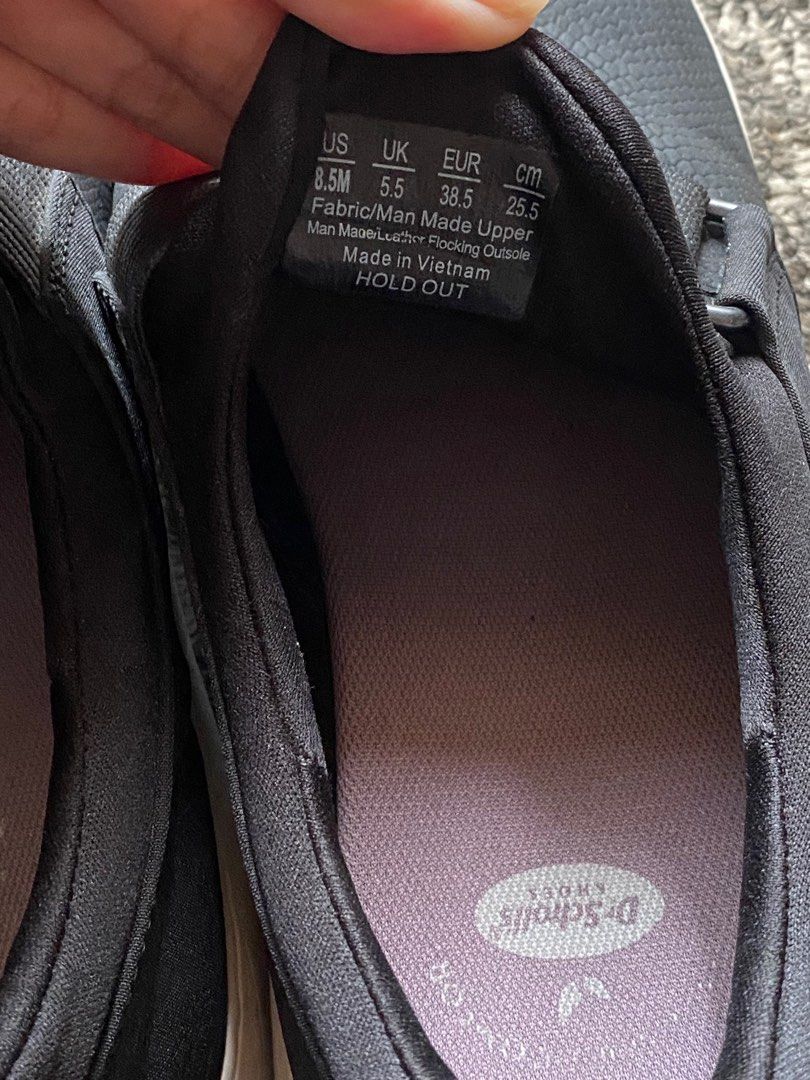 US UK EUR cm
8.5M 5.5 38.5 25.5
Fabric/Man Made Upper
Man Made/Leather Flocking Outsole
Made in Vietnam
HOLD OUT
Dr. Scholl's
SHOES